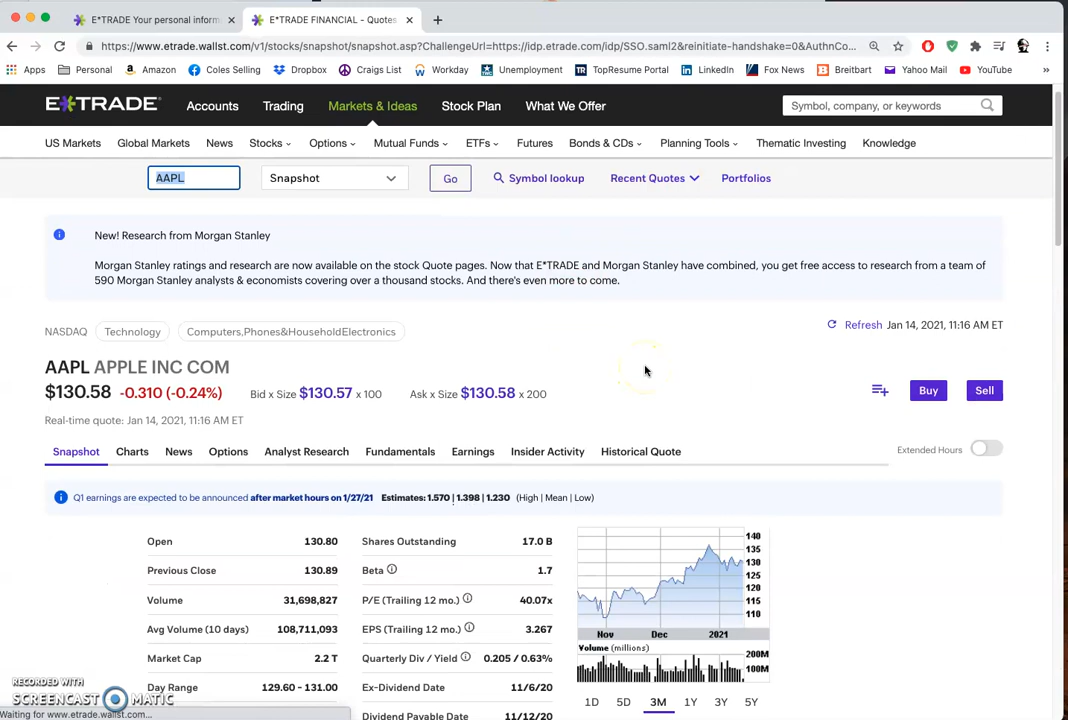 E*TRADE Your personal inform
E*TRADE FINANCIAL - Quotes
https://www.etrade.wallst.com/v1/stocks/snapshot/snapshot.asp?ChallengeUrl=https://idp.etrade.com/idp/SSO.saml2&reinitiate-handshake=0&AuthnCo...
Apps Personal Amazon Coles Selling Dropbox Craigs List Workday Unemployment TopResume Portal LinkedIn Fox News Breitbart Yahoo Mail YouTube »
E*TRADE Accounts Trading Markets & Ideas Stock Plan What We Offer Symbol, company, or keywords
US Markets Global Markets News Stocks Options Mutual Funds ETFs Futures Bonds & CDs Planning Tools Thematic Investing Knowledge
AAPL Snapshot Go Symbol lookup Recent Quotes Portfolios
New! Research from Morgan Stanley
Morgan Stanley ratings and research are now available on the stock Quote pages. Now that E*TRADE and Morgan Stanley have combined, you get free access to research from a team of
590 Morgan Stanley analysts & economists covering over a thousand stocks. And there's even more to come.
NASDAQ Technology Computers,Phones&HouseholdElectronics
Refresh Jan 14, 2021, 11:16 AM ET
AAPL APPLE INC COM
$130.58 -0.310 (-0.24%) Bid x Size $130.57 x 100 Ask x Size $130.58 x 200
Buy Sell
Real-time quote: Jan 14, 2021, 11:16 AM ET
Snapshot Charts News Options Analyst Research Fundamentals Earnings Insider Activity Historical Quote Extended Hours
Q1 earnings are expected to be announced after market hours on 1/27/21 Estimates: 1.570 | 1.398 | 1.230 (High | Mean | Low)
Open 130.80
Previous Close 130.89
Volume 31,698,827
Avg Volume (10 days) 108,711,093
Market Cap 2.2 T
Day Range 129.60 - 131.00
Shares Outstanding 17.0 B
Beta 1.7
P/E (Trailing 12 mo.) 40.07x
EPS (Trailing 12 mo.) 3.267
Quarterly Div / Yield 0.205 / 0.63%
Ex-Dividend Date 11/6/20
Dividend Payable Date 11/12/20
140
135
130
125
120
115
110
Nov Dec 2021
Volume (millions)
200M
100M
1D 5D 3M 1Y 3Y 5Y
RECORDED WITH
SCREENCAST MATIC
Waiting for www.etrade.wallst.com...